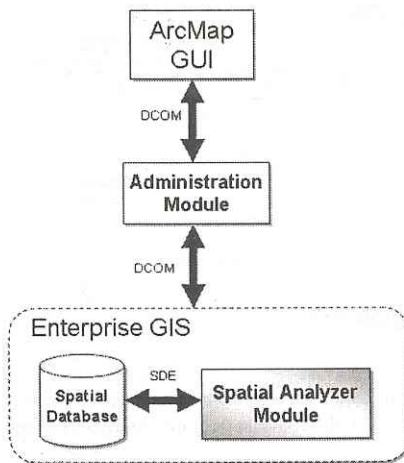 ArcMap
GUI
DCOM
Administration
Module
DCOM
Enterprise GIS
SDE
Spatial
Database
Spatial Analyzer
Module